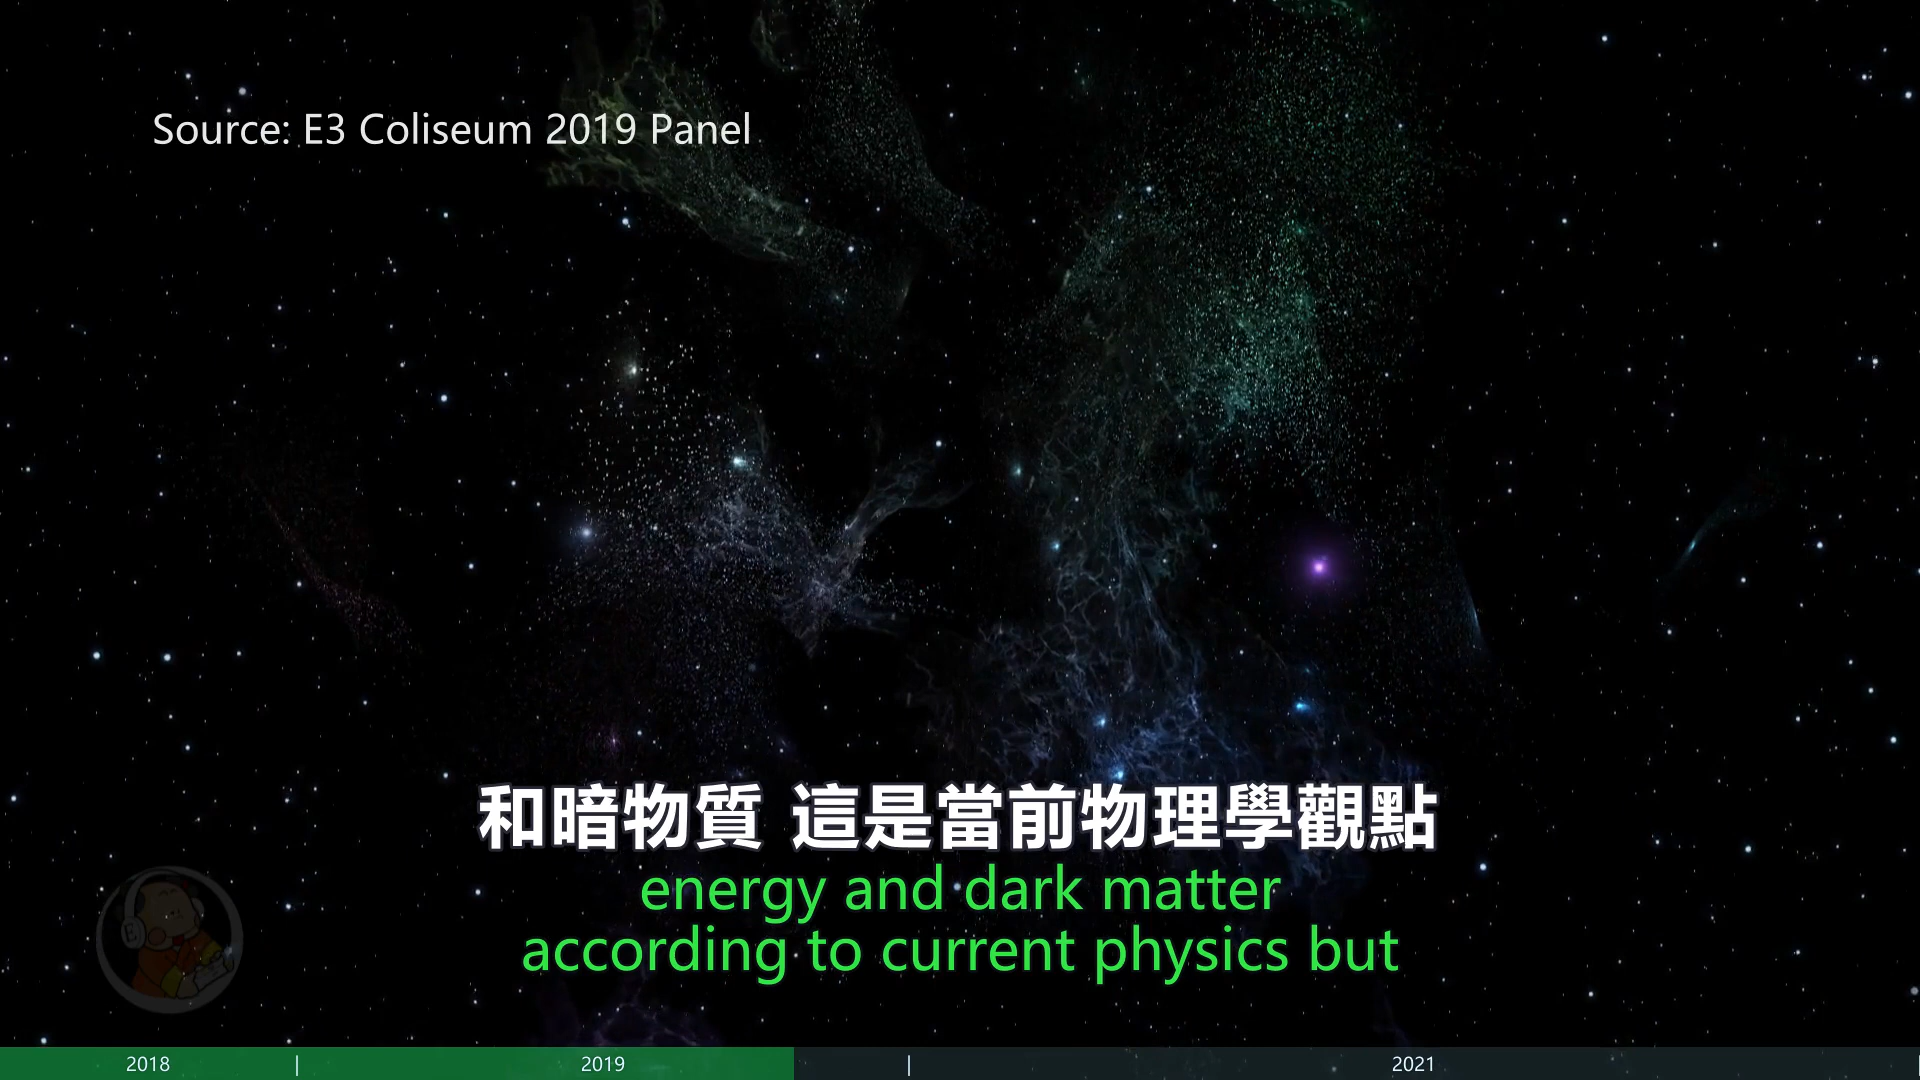 Source: E3 Coliseum 2019 Panel
和暗物質 這是當前物理學觀點
energy and dark matter
according to current physics but
E
2018 | 2019 | 2021